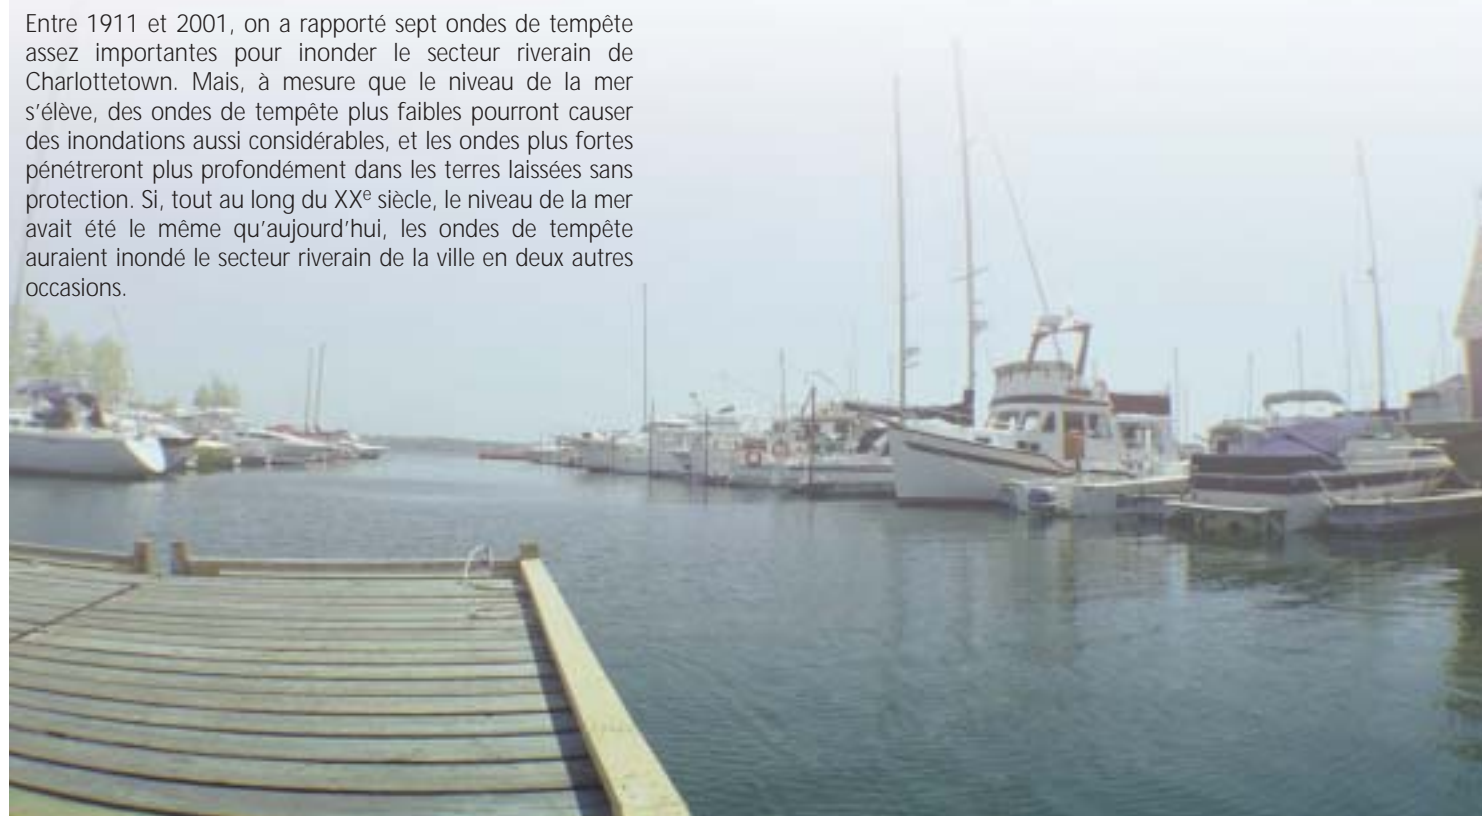 Entre 1911 et 2001, on a rapporté sept ondes de tempête
assez importantes pour inonder le secteur riverain de
Charlottetown. Mais, à mesure que le niveau de la mer
s'élève, des ondes de tempête plus faibles pourront causer
des inondations aussi considérables, et les ondes plus fortes
pénétreront plus profondément dans les terres laissées sans
protection. Si, tout au long du XXe siècle, le niveau de la mer
avait été le même qu'aujourd'hui, les ondes de tempête
auraient inondé le secteur riverain de la ville en deux autres
occasions.